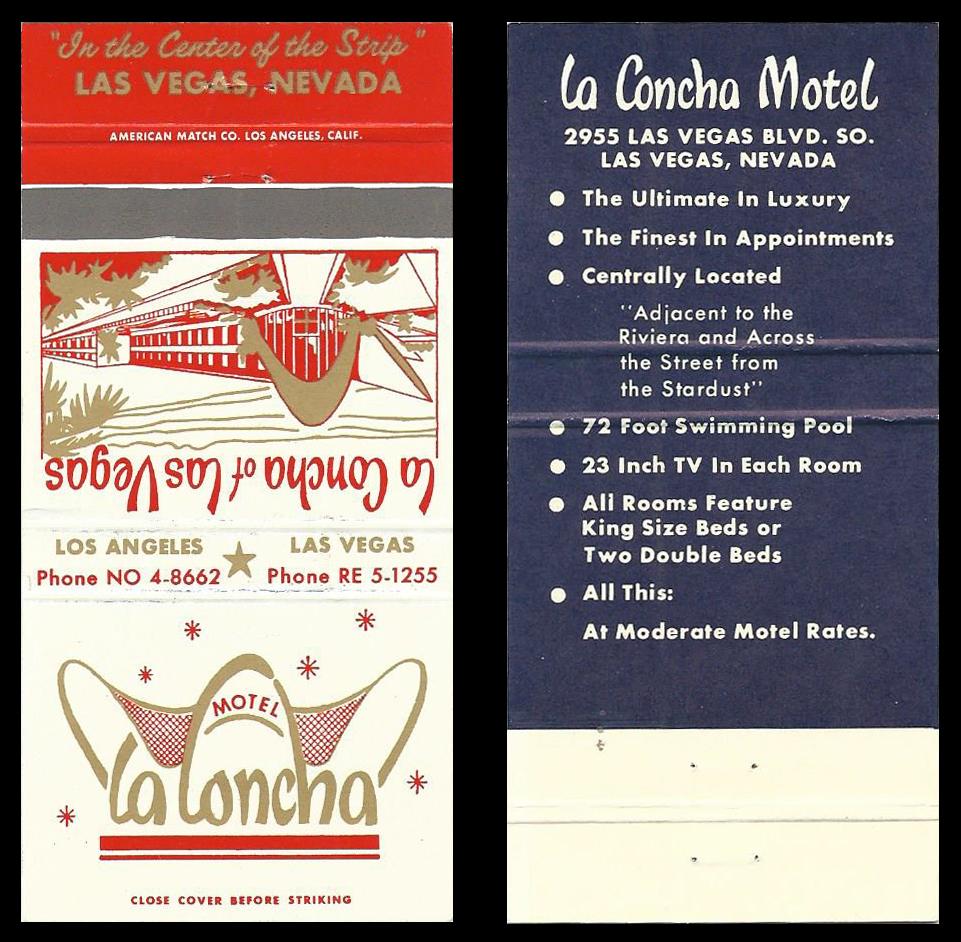 "In the Center of the Strip"
LAS VEGAS, NEVADA
AMERICAN MATCH CO. LOS ANGELES, CALIF.
La Concha of Las Vegas
LOS ANGELES
Phone NO 4-8662
LAS VEGAS
Phone RE 5-1255
MOTEL
La Concha
CLOSE COVER BEFORE STRIKING
La Concha Motel
2955 LAS VEGAS BLVD. SO.
LAS VEGAS, NEVADA
● The Ultimate In Luxury
● The Finest In Appointments
● Centrally Located
"Adjacent to the
Riviera and Across
the Street from
the Stardust"
● 72 Foot Swimming Pool
● 23 Inch TV In Each Room
● All Rooms Feature
King Size Beds or
Two Double Beds
● All This:
At Moderate Motel Rates.